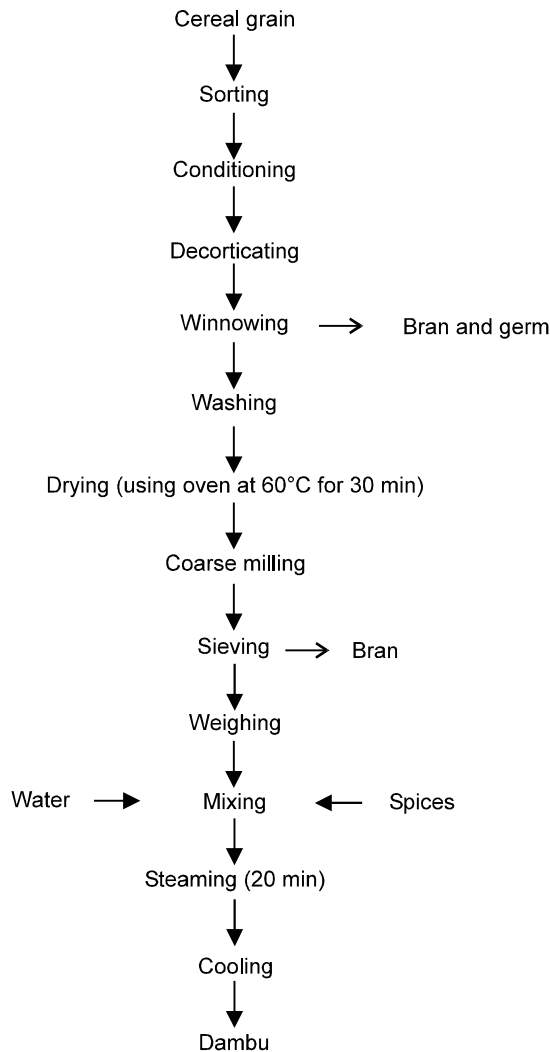 Cereal grain
Sorting
Conditioning
Decorticating
Winnowing Bran and germ
Washing
Drying (using oven at 60°C for 30 min)
Coarse milling
Sieving Bran
Weighing
Water Mixing Spices
Steaming (20 min)
Cooling
Dambu